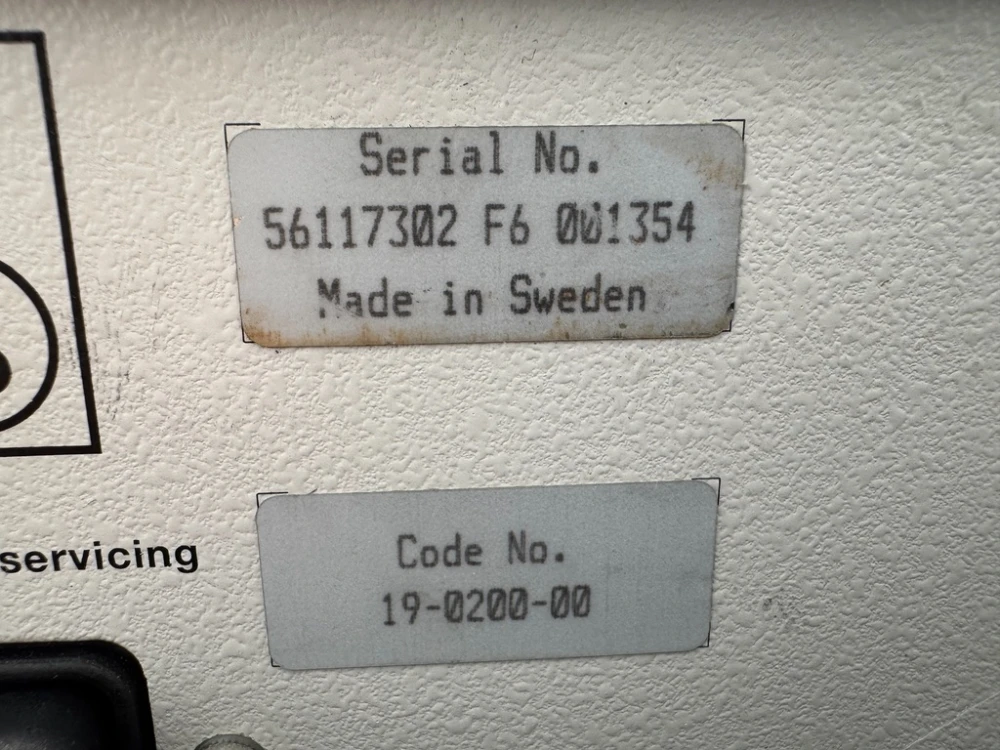 Serial No.
56117302 F6 001354
Made in Sweden
servicing
Code No.
19-0200-00